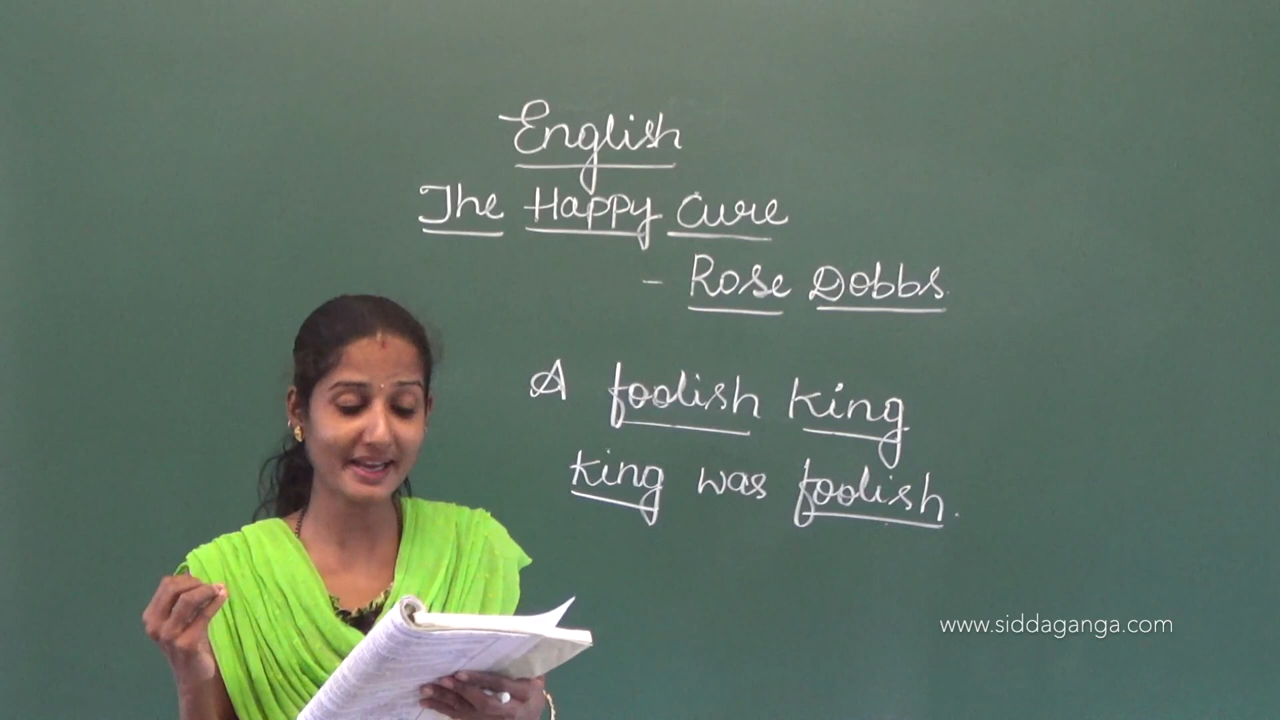 English
The Happy Cure
- Rose Dobbs
A foolish king
king was foolish.
www.siddaganga.com